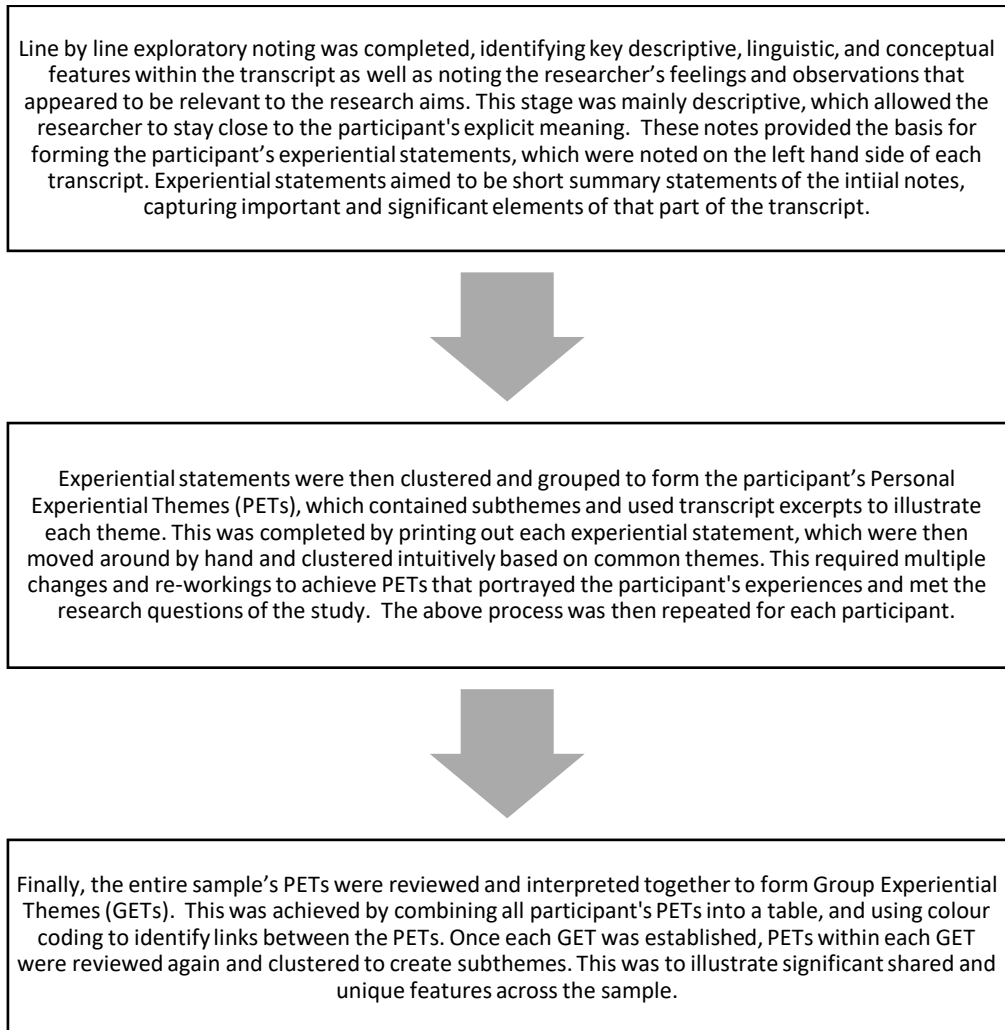 Line by line exploratory noting was completed, identifying key descriptive, linguistic, and conceptual
features within the transcript as well as noting the researcher’s feelings and observations that
appeared to be relevant to the research aims. This stage was mainly descriptive, which allowed the
researcher to stay close to the participant's explicit meaning.  These notes provided the basis for
forming the participant’s experiential statements, which were noted on the left hand side of each
transcript. Experiential statements aimed to be short summary statements of the intiial notes,
capturing important and significant elements of that part of the transcript.
Experiential statements were then clustered and grouped to form the participant’s Personal
Experiential Themes (PETs), which contained subthemes and used transcript excerpts to illustrate
each theme. This was completed by printing out each experiential statement, which were then
moved around by hand and clustered intuitively based on common themes. This required multiple
changes and re-workings to achieve PETs that portrayed the participant's experiences and met the
research questions of the study.  The above process was then repeated for each participant.
Finally, the entire sample’s PETs were reviewed and interpreted together to form Group Experiential
Themes (GETs).  This was achieved by combining all participant's PETs into a table, and using colour
coding to identify links between the PETs. Once each GET was established, PETs within each GET
were reviewed again and clustered to create subthemes. This was to illustrate significant shared and
unique features across the sample.